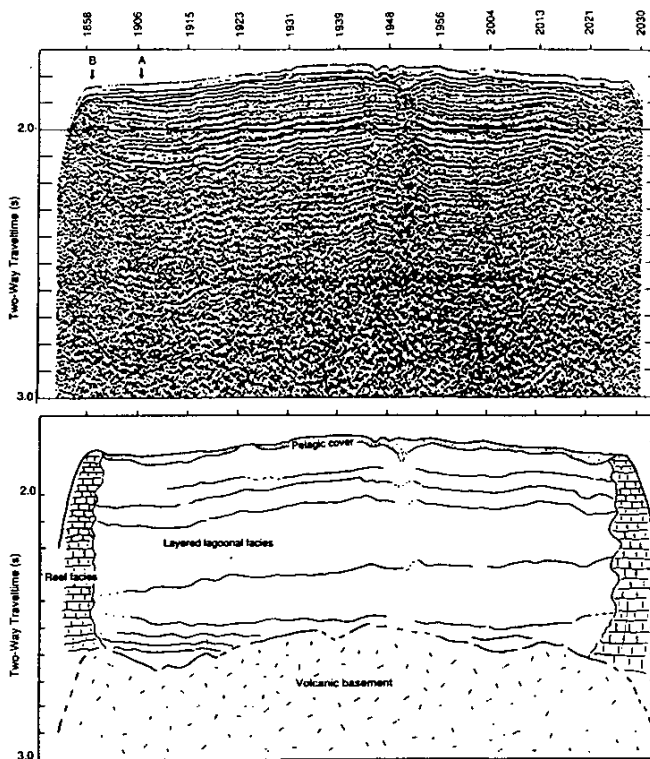 1858 1906 1915 1923 1931 1939 1948 1956 2004 2013 2021 2030
B A
2.0
Two-Way Traveltime (s)
3.0
Pelagic cover
2.0
Layered lagoonal facies
Reef facies
Two-Way Traveltime (s)
Volcanic basement
3.0